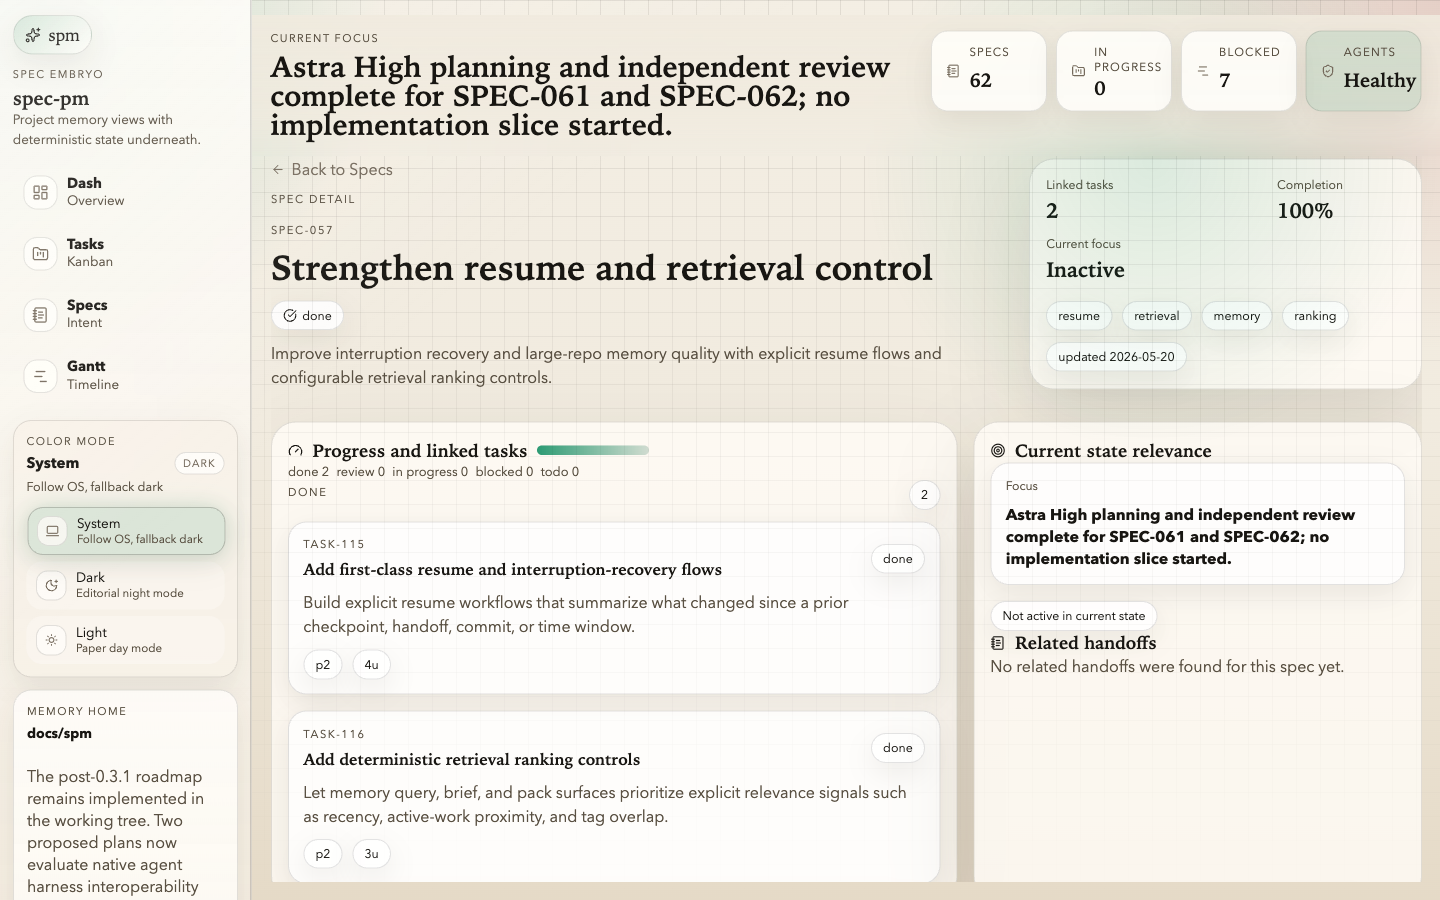 spm
SPEC EMBRYO
spec-pm
Project memory views with
deterministic state underneath.
Dash
Overview
Tasks
Kanban
Specs
Intent
Gantt
Timeline
COLOR MODE
System
DARK
Follow OS, fallback dark
System
Follow OS, fallback dark
Dark
Editorial night mode
Light
Paper day mode
MEMORY HOME
docs/spm
The post-0.3.1 roadmap
remains implemented in
the working tree. Two
proposed plans now
evaluate native agent
harness interoperability
CURRENT FOCUS
Astra High planning and independent review
complete for SPEC-061 and SPEC-062; no
implementation slice started.
SPECS
62
IN
PROGRESS
0
BLOCKED
7
AGENTS
Healthy
← Back to Specs
SPEC DETAIL
SPEC-057
Strengthen resume and retrieval control
done
Improve interruption recovery and large-repo memory quality with explicit resume flows and
configurable retrieval ranking controls.
Linked tasks
2
Completion
100%
Current focus
Inactive
resume retrieval memory ranking
updated 2026-05-20
Progress and linked tasks
done 2 review 0 in progress 0 blocked 0 todo 0
DONE
2
TASK-115
Add first-class resume and interruption-recovery flows
done
Build explicit resume workflows that summarize what changed since a prior
checkpoint, handoff, commit, or time window.
p2 4u
TASK-116
Add deterministic retrieval ranking controls
done
Let memory query, brief, and pack surfaces prioritize explicit relevance signals such
as recency, active-work proximity, and tag overlap.
p2 3u
Current state relevance
Focus
Astra High planning and independent review
complete for SPEC-061 and SPEC-062; no
implementation slice started.
Not active in current state
Related handoffs
No related handoffs were found for this spec yet.